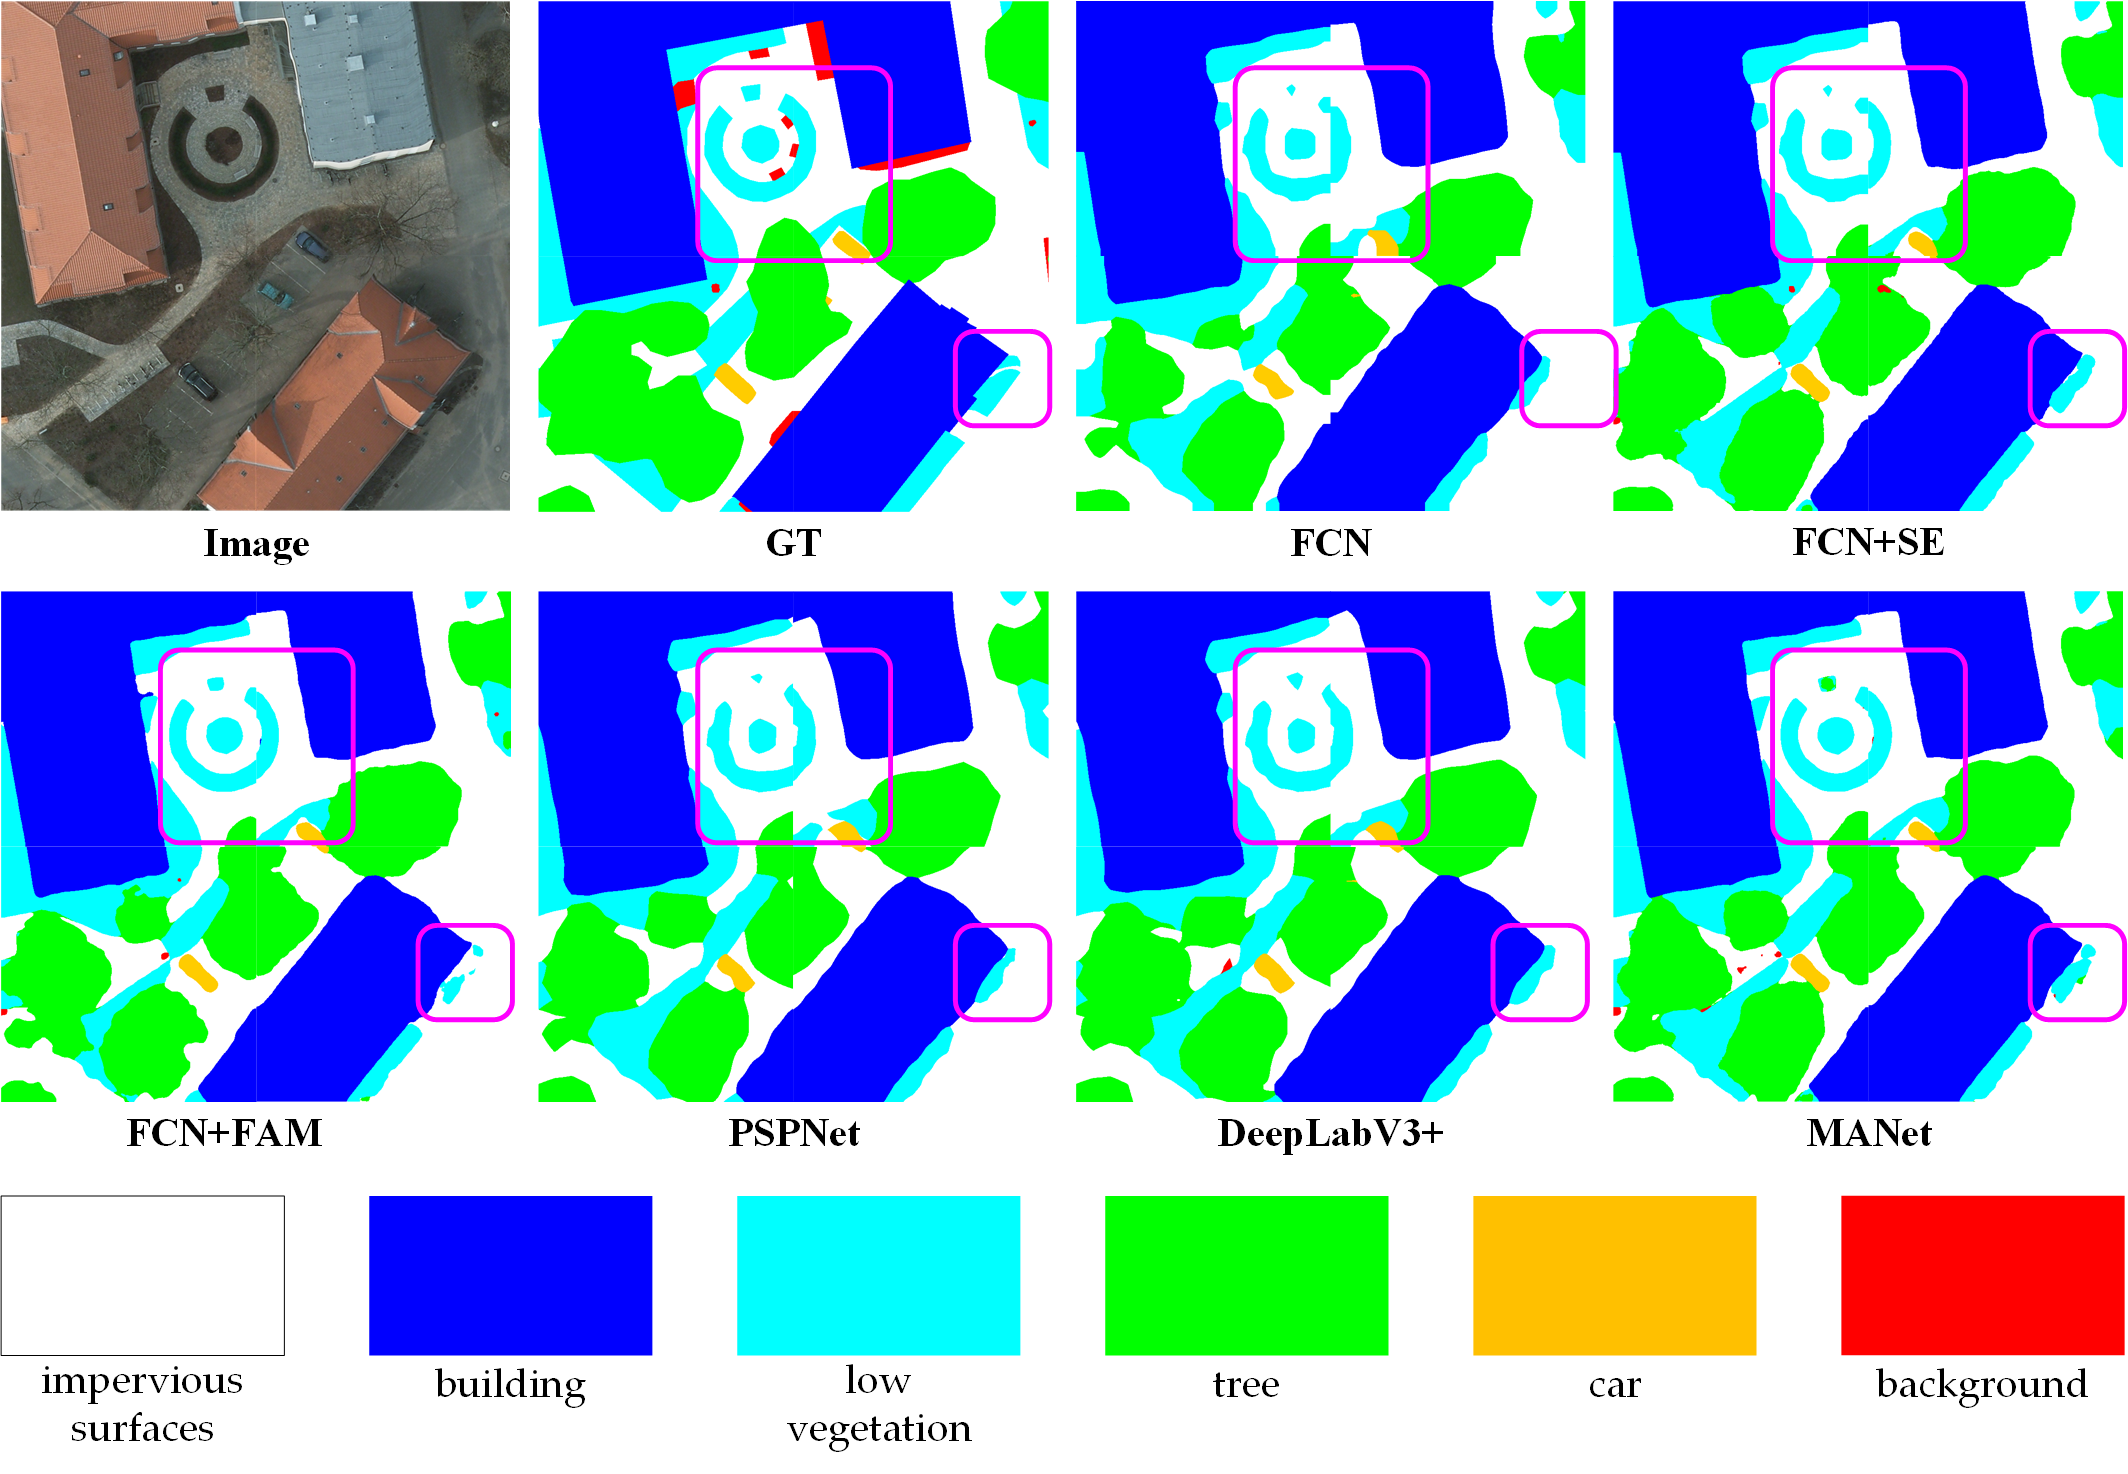 Image
GT
FCN
FCN+SE
FCN+FAM
PSPNet
DeepLabV3+
MANet
impervious
surfaces
building
low
vegetation
tree
car
background